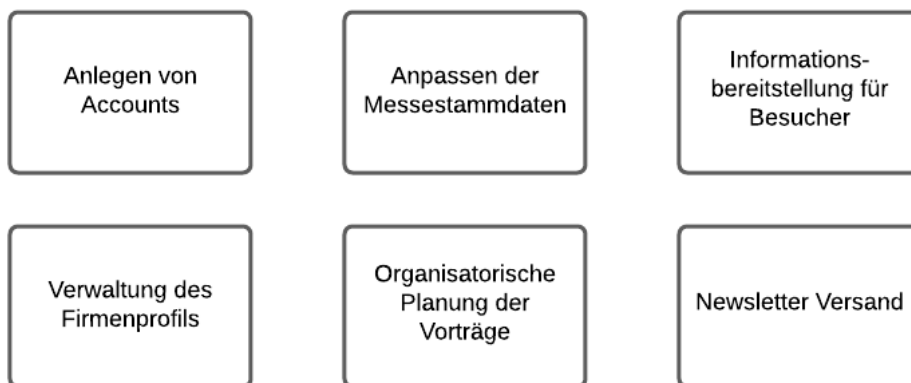 Anlegen von
Accounts
Anpassen der
Messestammdaten
Informations-
bereitstellung für
Besucher
Verwaltung des
Firmenprofils
Organisatorische
Planung der
Vorträge
Newsletter Versand